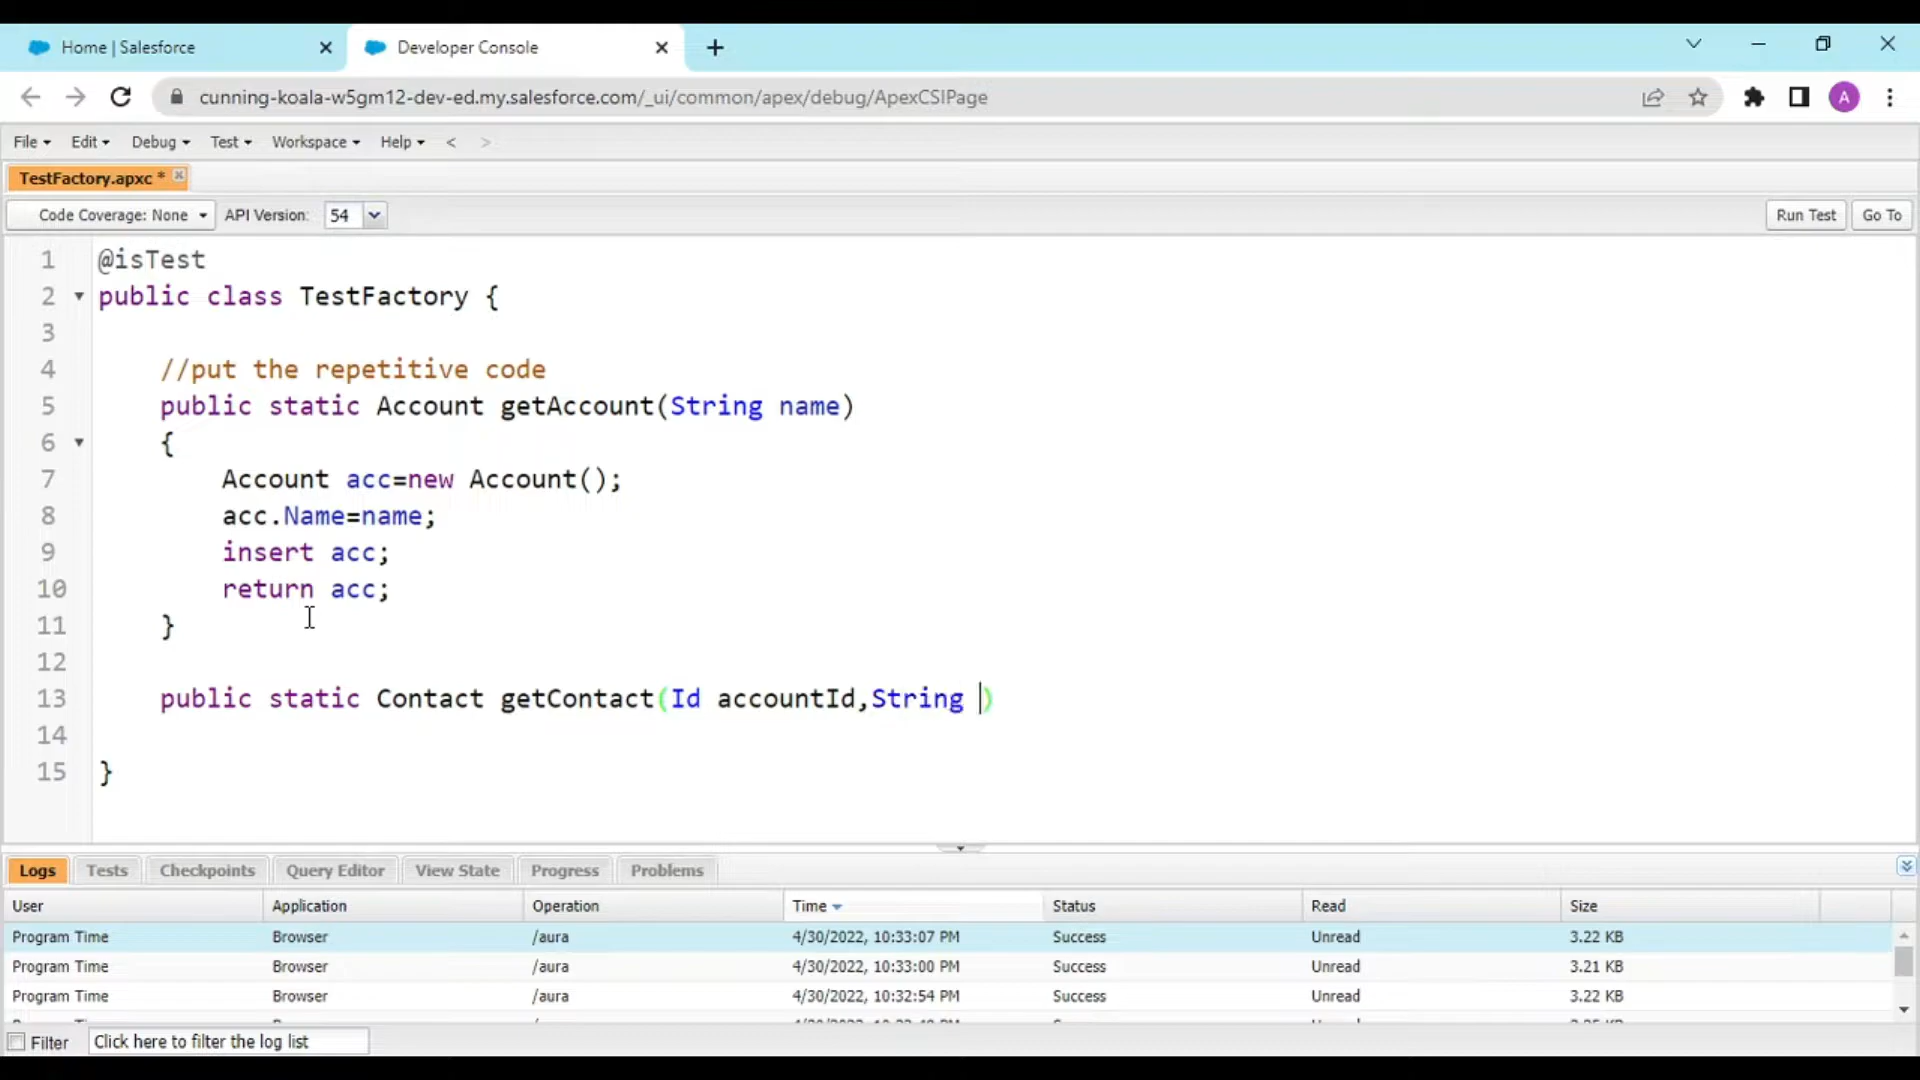 Home | Salesforce
Developer Console
cunning-koala-w5gm12-dev-ed.my.salesforce.com/_ui/common/apex/debug/ApexCSIPage
A
File Edit Debug Test Workspace Help < >
TestFactory.apxc *
Code Coverage: None API Version: 54 Run Test Go To
1 @isTest
2 public class TestFactory {
3
4 //put the repetitive code
5 public static Account getAccount(String name)
6 {
7 Account acc=new Account();
8 acc.Name=name;
9 insert acc;
10 return acc;
11 }
12
13 public static Contact getContact(Id accountId,String )
14
15 }
Logs Tests Checkpoints Query Editor View State Progress Problems
User Application Operation Time Status Read Size
Program Time Browser /aura 4/30/2022, 10:33:07 PM Success Unread 3.22 KB
Program Time Browser /aura 4/30/2022, 10:33:00 PM Success Unread 3.21 KB
Program Time Browser /aura 4/30/2022, 10:32:54 PM Success Unread 3.22 KB
Filter Click here to filter the log list